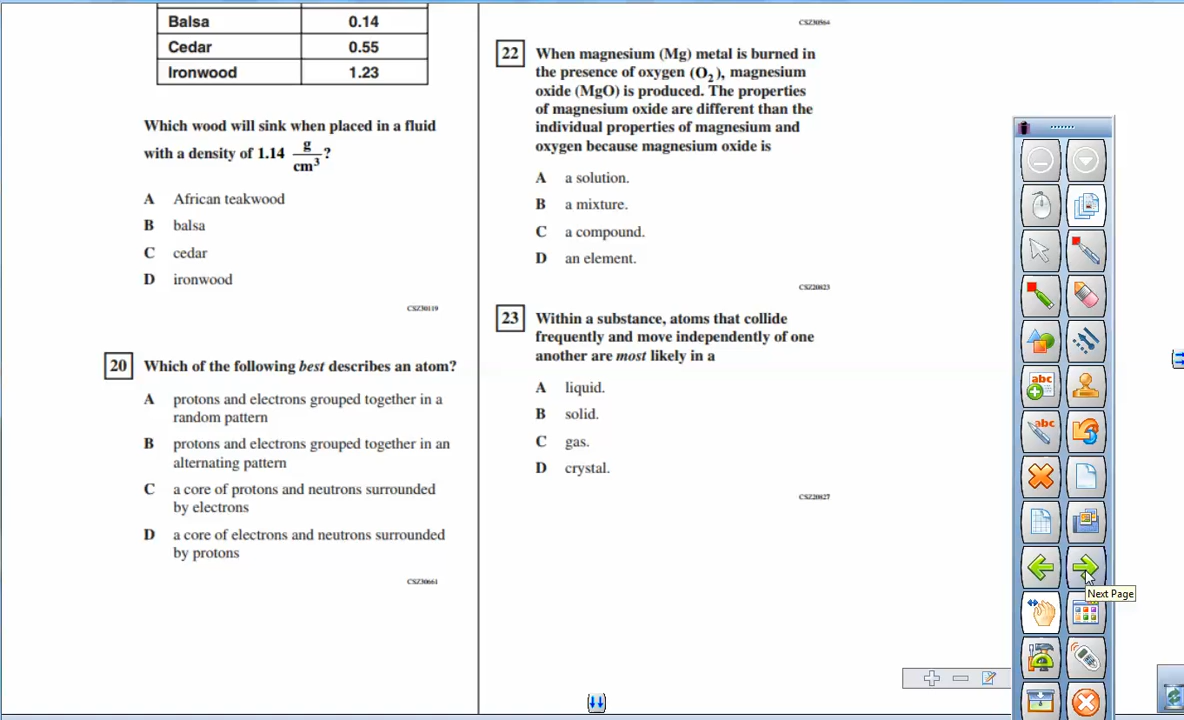 Balsa 0.14
Cedar 0.55
Ironwood 1.23
Which wood will sink when placed in a fluid
with a density of 1.14 g/cm³?
A African teakwood
B balsa
C cedar
D ironwood
CSZ30119
20 Which of the following best describes an atom?
A protons and electrons grouped together in a
random pattern
B protons and electrons grouped together in an
alternating pattern
C a core of protons and neutrons surrounded
by electrons
D a core of electrons and neutrons surrounded
by protons
CSZ30661
CSZ30564
22 When magnesium (Mg) metal is burned in
the presence of oxygen (O₂), magnesium
oxide (MgO) is produced. The properties
of magnesium oxide are different than the
individual properties of magnesium and
oxygen because magnesium oxide is
A a solution.
B a mixture.
C a compound.
D an element.
CSZ20823
23 Within a substance, atoms that collide
frequently and move independently of one
another are most likely in a
A liquid.
B solid.
C gas.
D crystal.
CSZ20827
abc
abc
Next Page